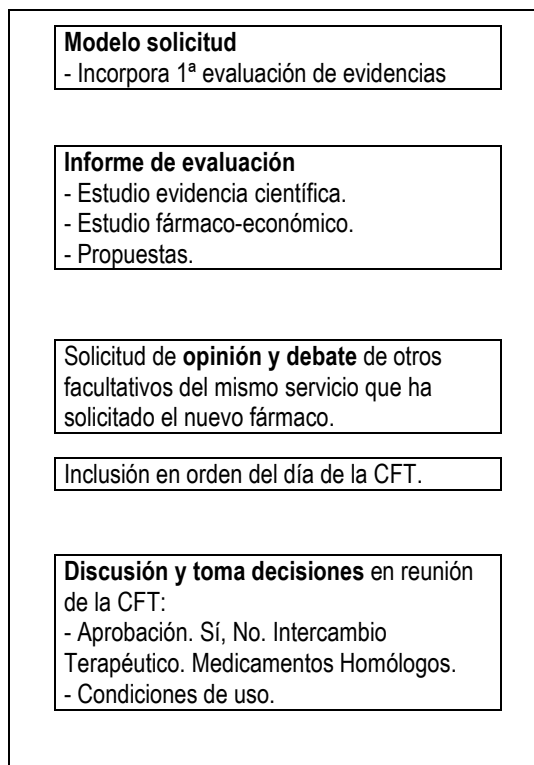 Modelo solicitud
- Incorpora 1ª evaluación de evidencias
Informe de evaluación
- Estudio evidencia científica.
- Estudio fármaco-económico.
- Propuestas.
Solicitud de opinión y debate de otros
facultativos del mismo servicio que ha
solicitado el nuevo fármaco.
Inclusión en orden del día de la CFT.
Discusión y toma decisiones en reunión
de la CFT:
- Aprobación. Sí, No. Intercambio
Terapéutico. Medicamentos Homólogos.
- Condiciones de uso.